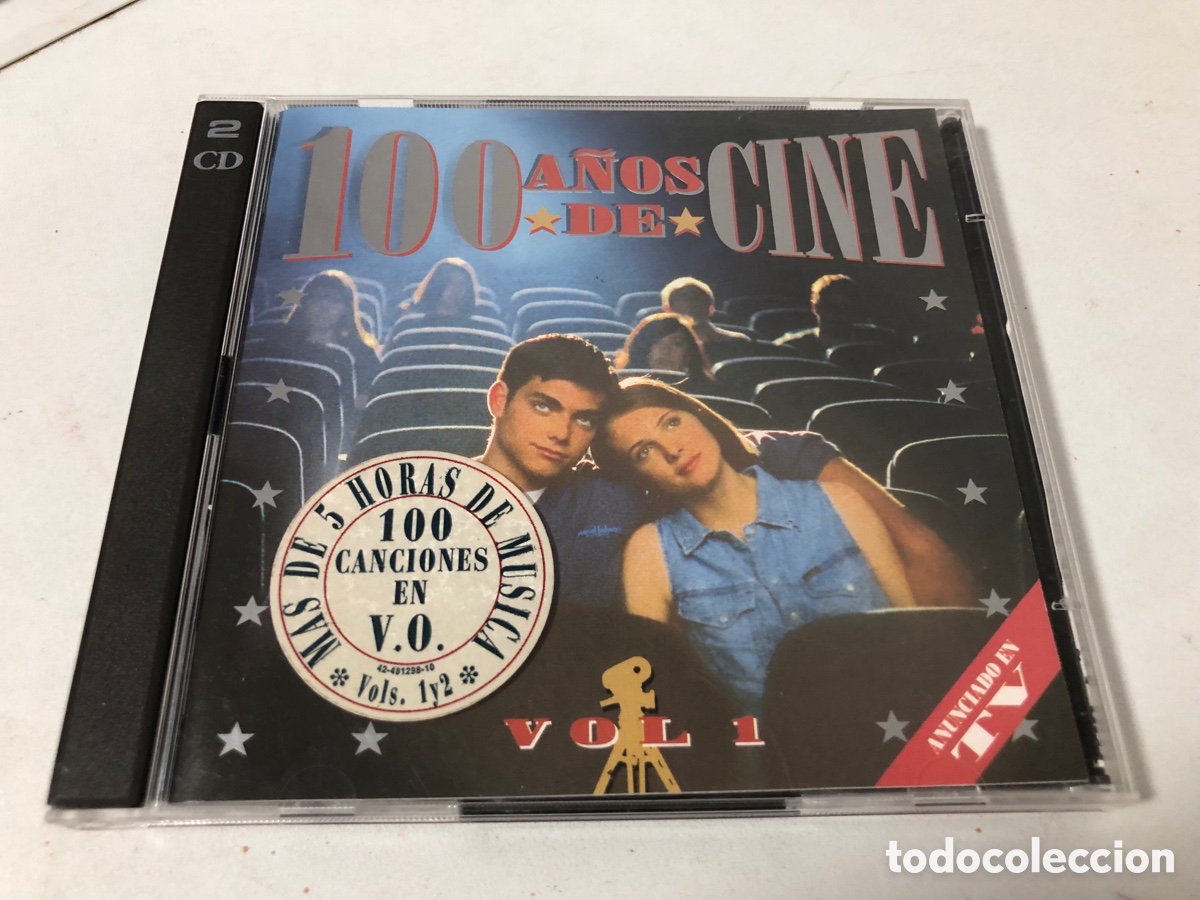 2
CD
100 AÑOS DE CINE
MAS DE 5 HORAS DE MUSICA
100
CANCIONES
EN
V.O.
42-491298-10
* Vols. 1y2 *
VOL 1
ANUNCIADO EN
TV
todocoleccion